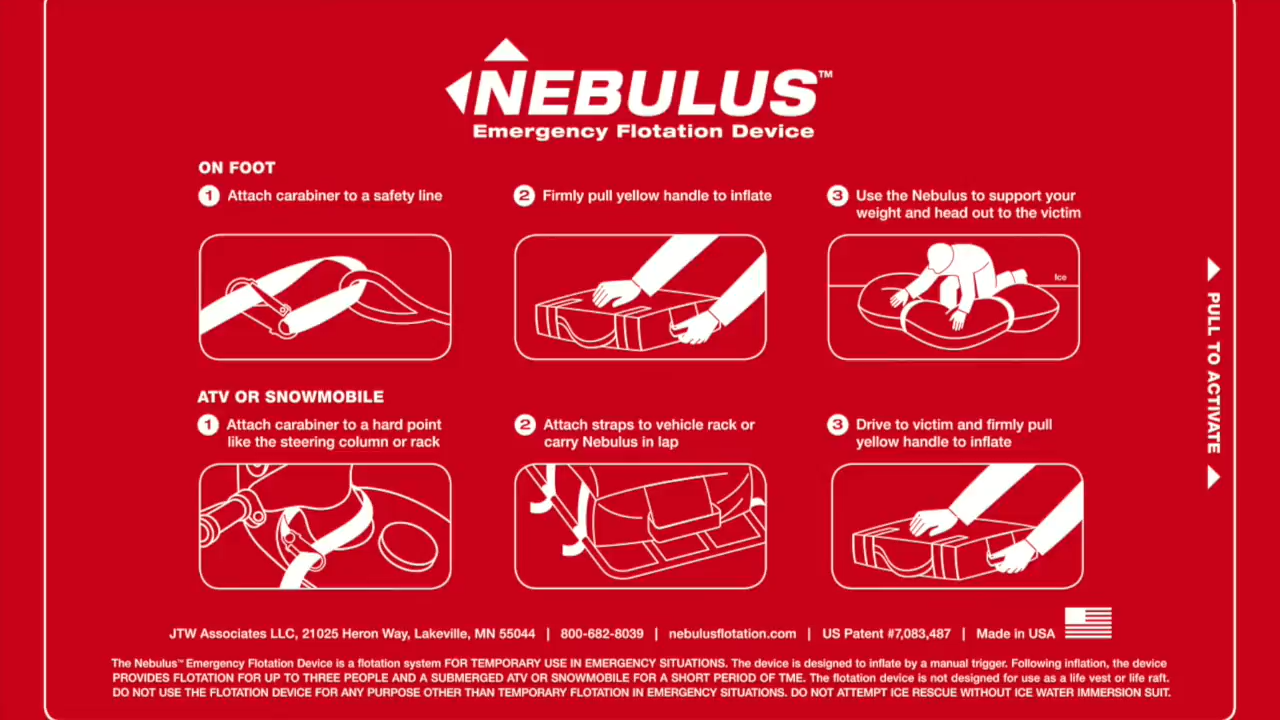 NEBULUS™
Emergency Flotation Device
ON FOOT
1 Attach carabiner to a safety line
2 Firmly pull yellow handle to inflate
3 Use the Nebulus to support your
weight and head out to the victim
Ice
ATV OR SNOWMOBILE
1 Attach carabiner to a hard point
like the steering column or rack
2 Attach straps to vehicle rack or
carry Nebulus in lap
3 Drive to victim and firmly pull
yellow handle to inflate
PULL TO ACTIVATE
JTW Associates LLC, 21025 Heron Way, Lakeville, MN 55044 | 800-682-8039 | nebulusflotation.com | US Patent #7,083,487 | Made in USA
The Nebulus™ Emergency Flotation Device is a flotation system FOR TEMPORARY USE IN EMERGENCY SITUATIONS. The device is designed to inflate by a manual trigger. Following inflation, the device
PROVIDES FLOTATION FOR UP TO THREE PEOPLE AND A SUBMERGED ATV OR SNOWMOBILE FOR A SHORT PERIOD OF TME. The flotation device is not designed for use as a life vest or life raft.
DO NOT USE THE FLOTATION DEVICE FOR ANY PURPOSE OTHER THAN TEMPORARY FLOTATION IN EMERGENCY SITUATIONS. DO NOT ATTEMPT ICE RESCUE WITHOUT ICE WATER IMMERSION SUIT.